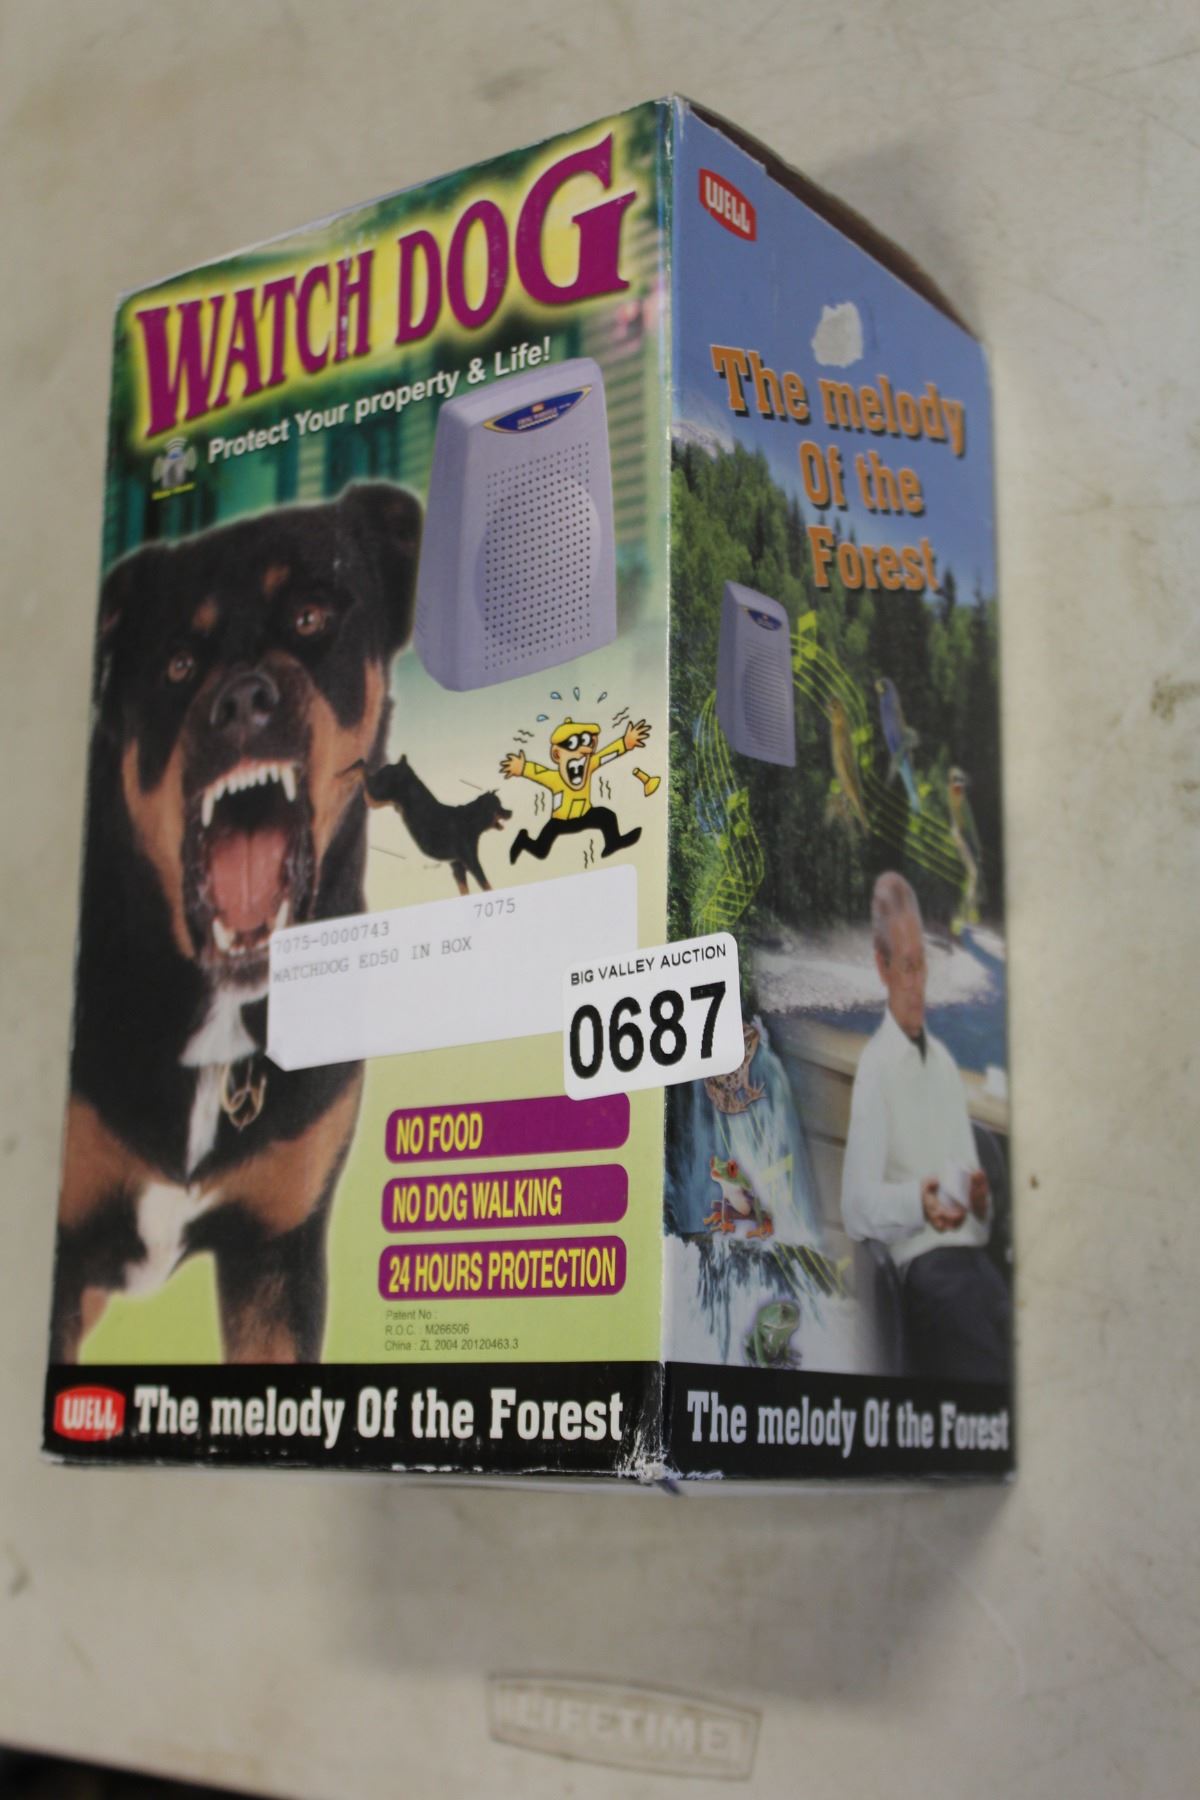 WATCH DOG
Protect Your property & Life!
7075-0000743 7075
WATCHDOG ED50 IN BOX
BIG VALLEY AUCTION
0687
NO FOOD
NO DOG WALKING
24 HOURS PROTECTION
Patent No :
R.O.C. : M266506
China : ZL 2004 20120463.3
WELL The melody Of the Forest
WELL
The melody
Of the
Forest
The melody Of the Forest
LIFETIME